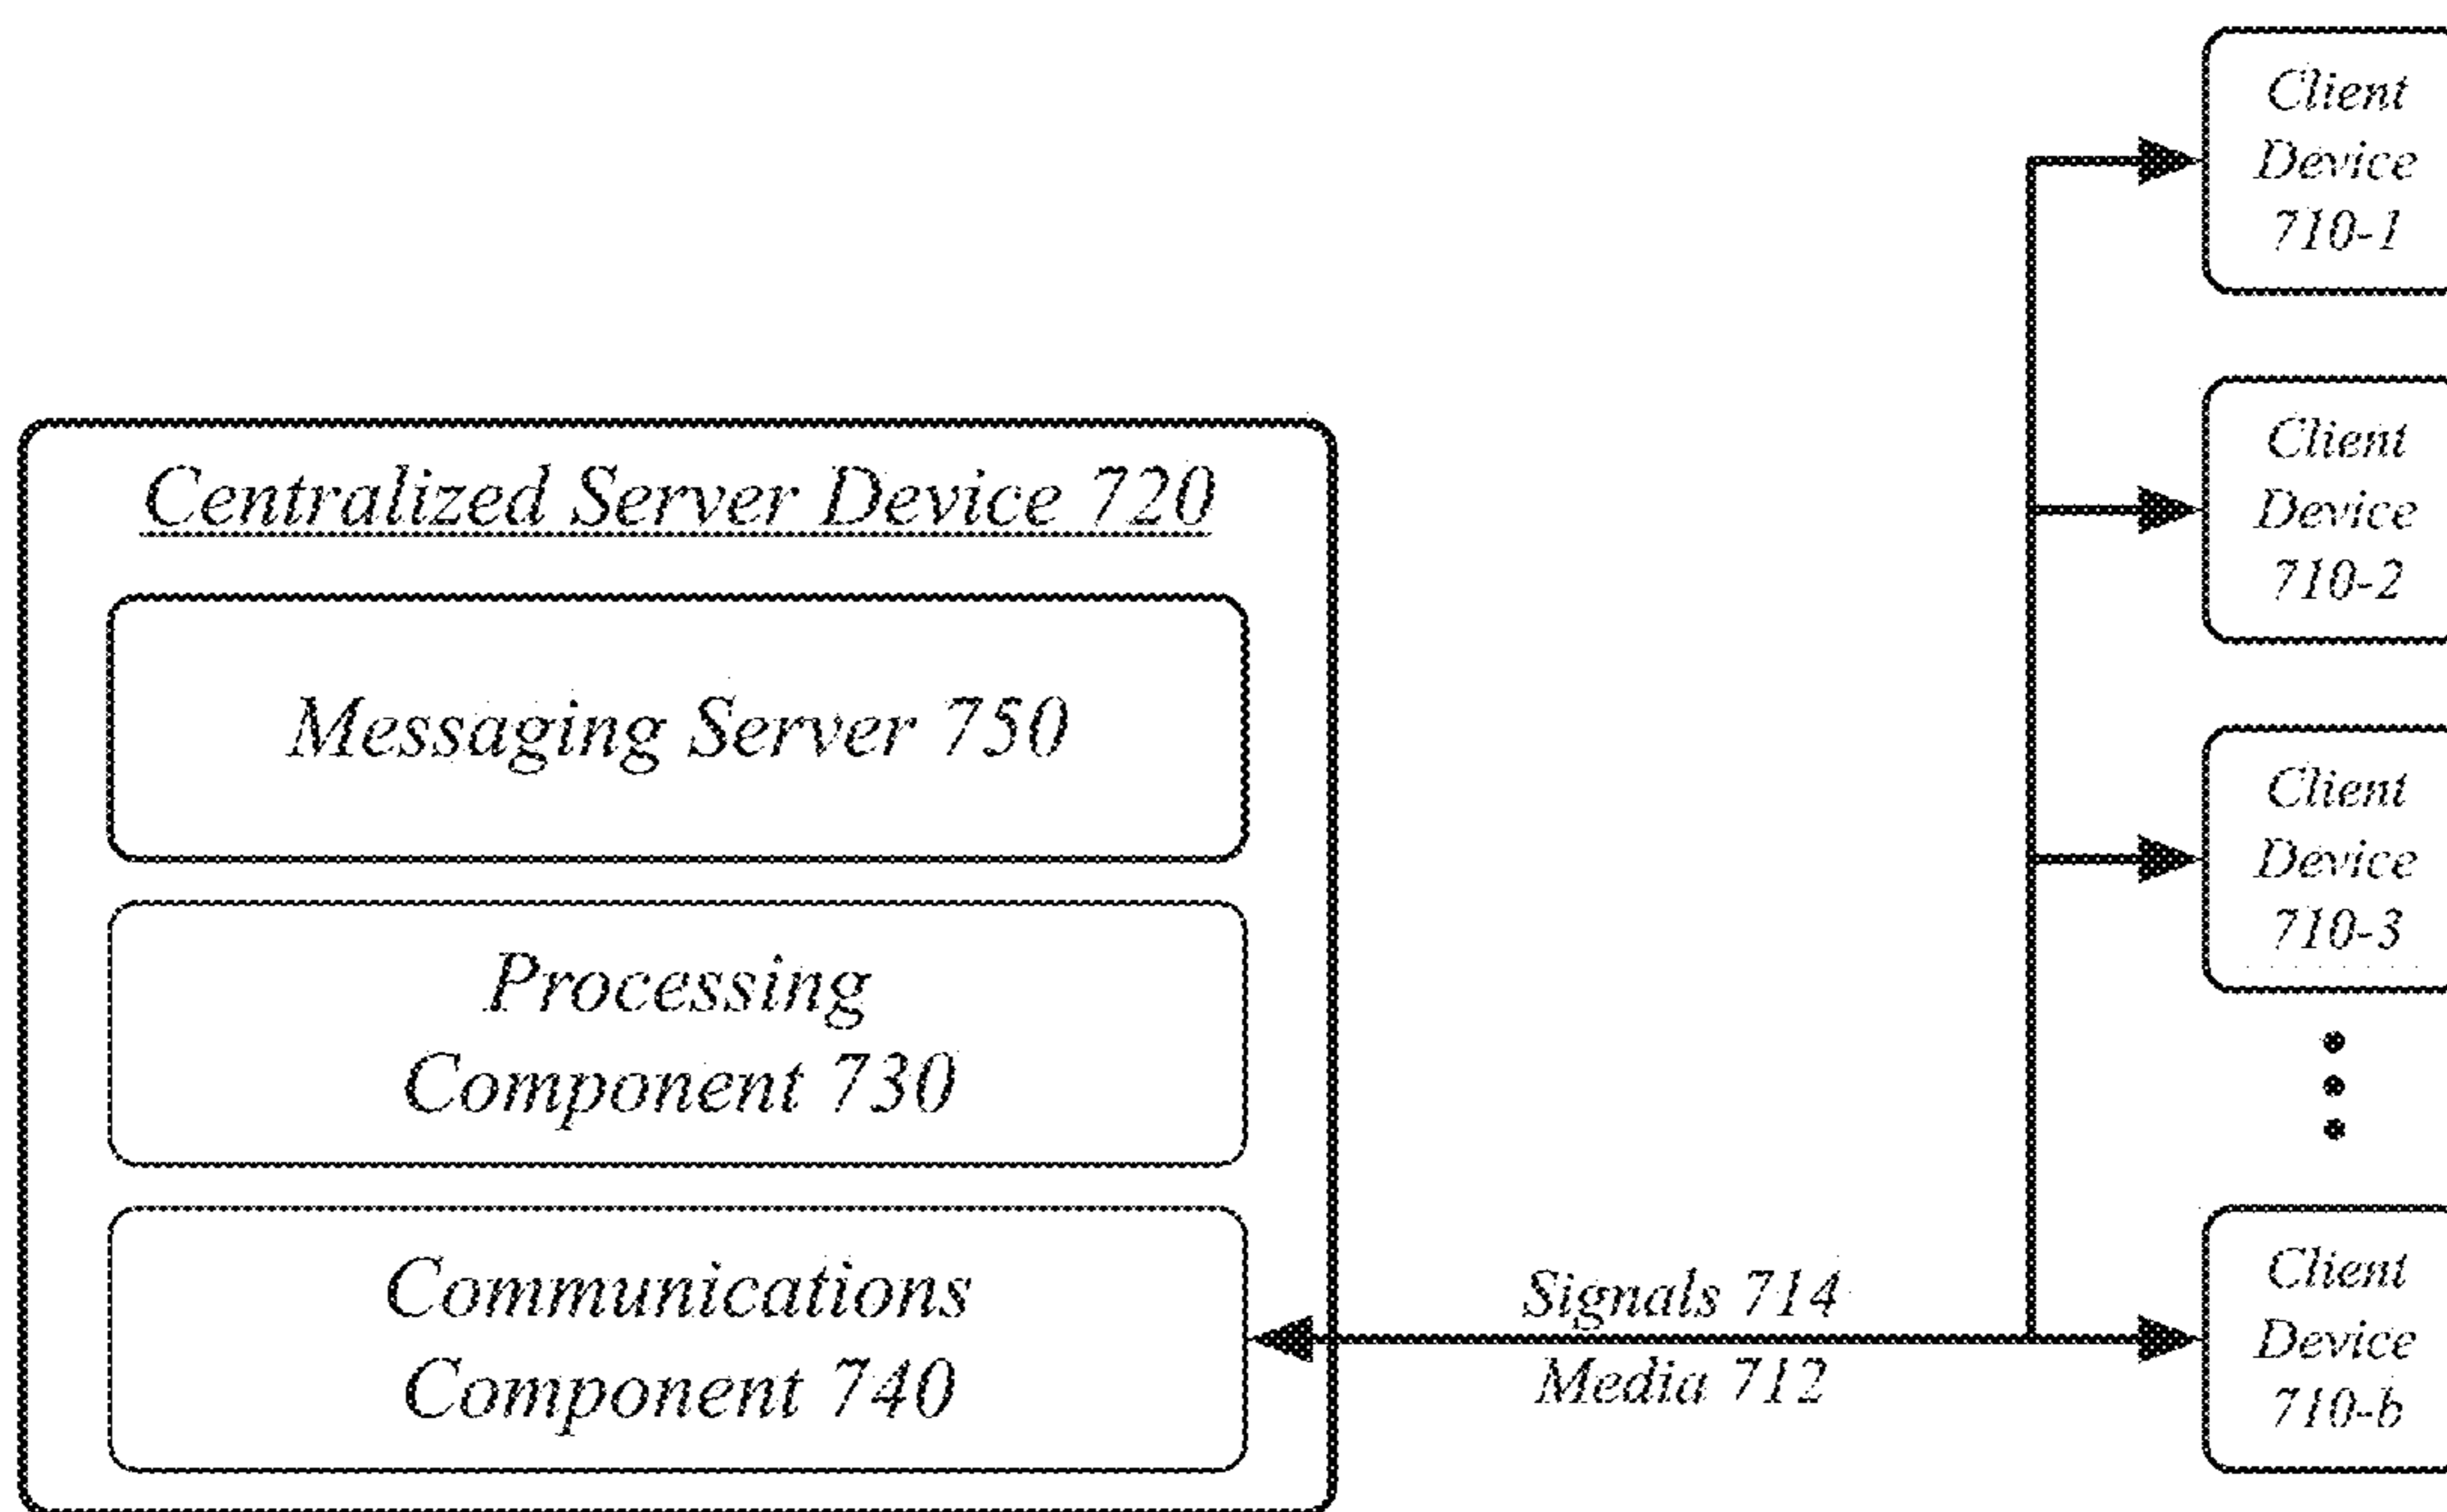 Centralized Server Device 720
Messaging Server 750
Processing
Component 730
Communications
Component 740
Signals 714
Media 712
Client
Device
710-1
Client
Device
710-2
Client
Device
710-3
Client
Device
710-b